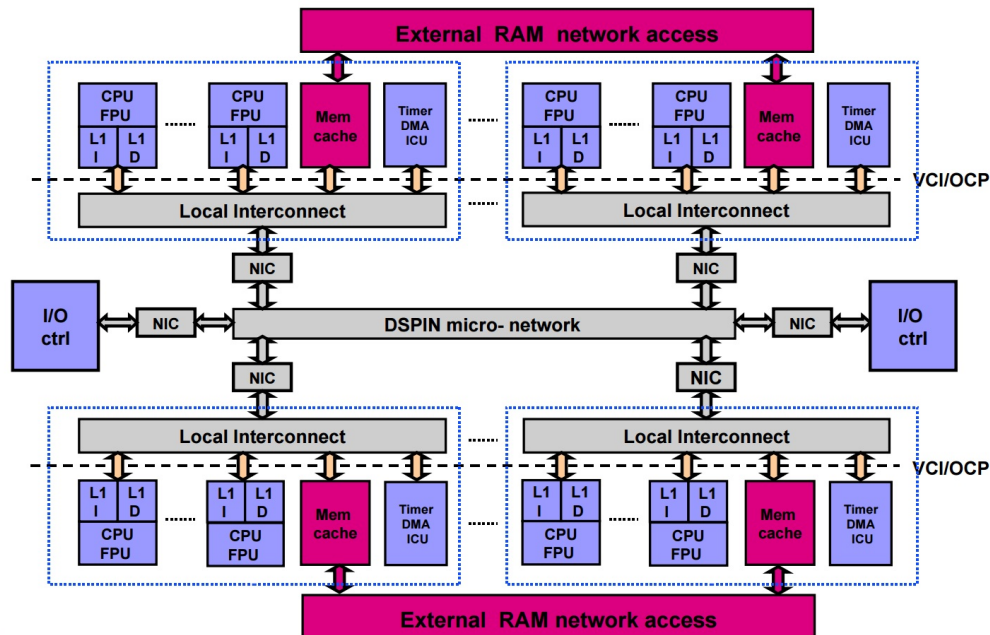 External RAM network access
CPU
FPU
L1
I
L1
D
CPU
FPU
L1
I
L1
D
Mem
cache
Timer
DMA
ICU
CPU
FPU
L1
I
L1
D
CPU
FPU
L1
I
L1
D
Mem
cache
Timer
DMA
ICU
VCI/OCP
Local Interconnect
Local Interconnect
NIC
NIC
I/O
ctrl
NIC
DSPIN micro- network
NIC
I/O
ctrl
NIC
NIC
Local Interconnect
Local Interconnect
VCI/OCP
L1
I
L1
D
CPU
FPU
L1
I
L1
D
CPU
FPU
Mem
cache
Timer
DMA
ICU
L1
I
L1
D
CPU
FPU
L1
I
L1
D
CPU
FPU
Mem
cache
Timer
DMA
ICU
External RAM network access